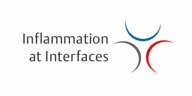 Inflammation
at Interfaces